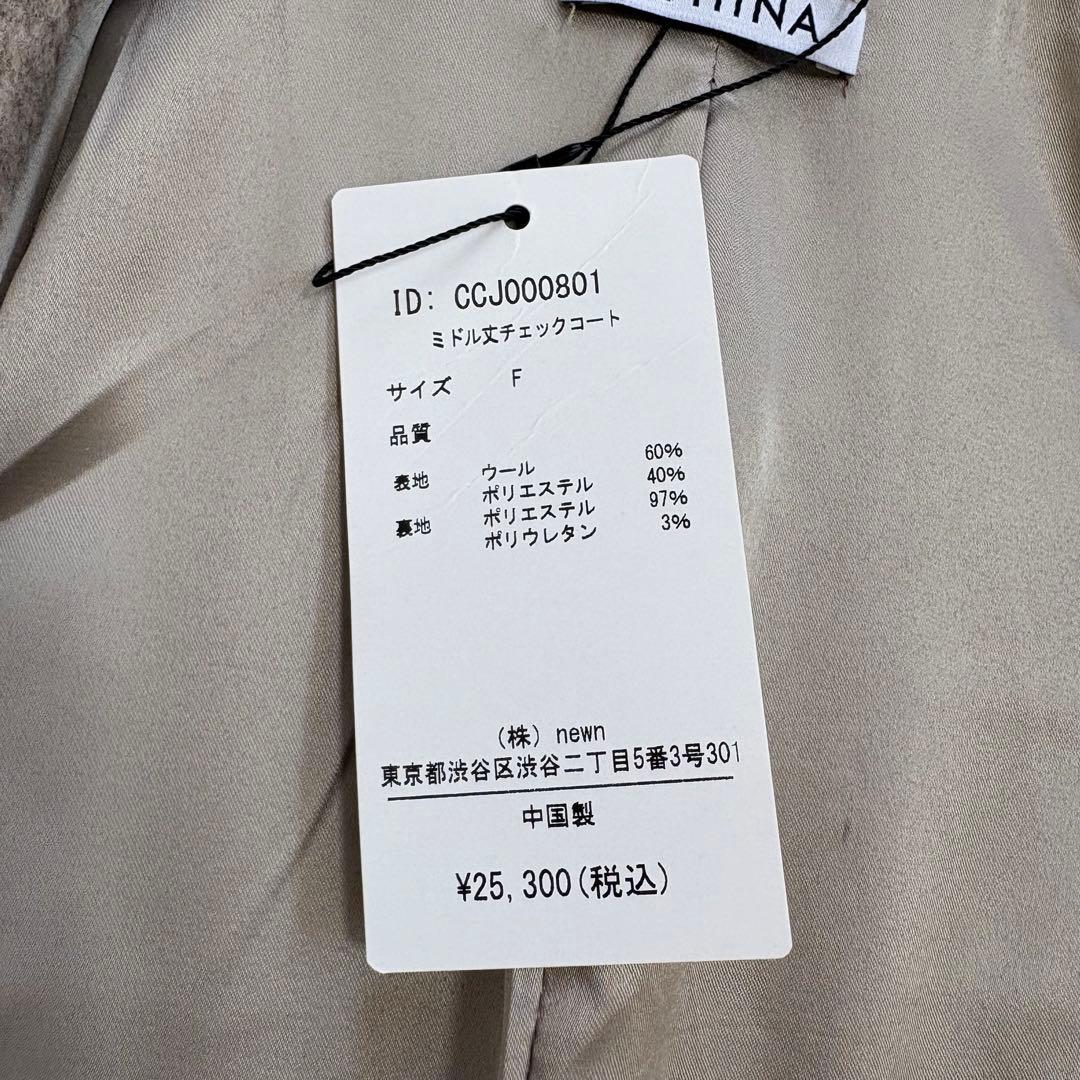 ID: CCJ000801
ミドル丈チェックコート
サイズ F
品質
表地 ウール 60%
ポリエステル 40%
裏地 ポリエステル 97%
ポリウレタン 3%
(株) newn
東京都渋谷区渋谷二丁目5番3号301
中国製
¥25,300(税込)